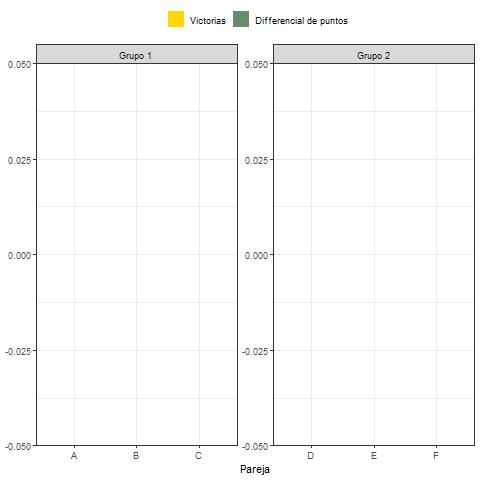 Victorias Differencial de puntos
Grupo 1 Grupo 2
0.050 0.050
0.025 0.025
0.000 0.000
-0.025 -0.025
-0.050 -0.050
A B C D E F
Pareja